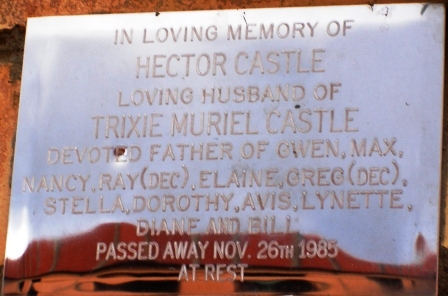 IN LOVING MEMORY OF
HECTOR CASTLE
LOVING HUSBAND OF
TRIXIE MURIEL CASTLE
DEVOTED FATHER OF GWEN, MAX,
NANCY, RAY (DEC), ELAINE, GREG (DEC),
STELLA, DOROTHY, AVIS, LYNETTE,
DIANE AND BILL
PASSED AWAY NOV. 26TH 1985
AT REST